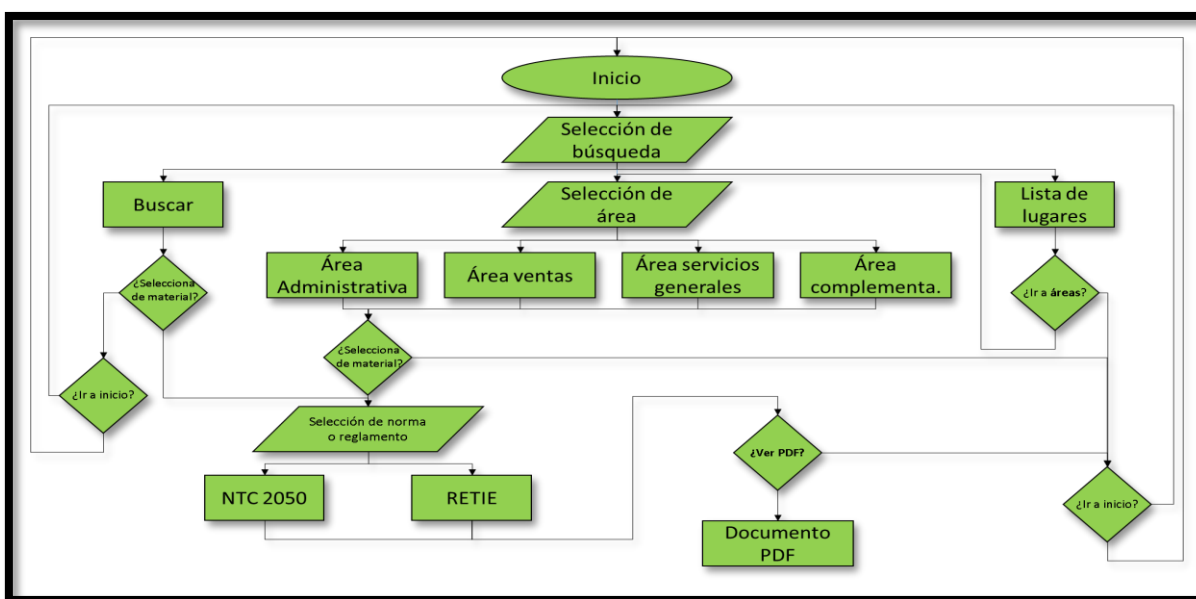 Inicio
Selección de
búsqueda
Buscar
Selección de
área
Lista de
lugares
Área
Administrativa
Área ventas
Área servicios
generales
Área
complementa.
¿Selecciona
de material?
¿Ir a áreas?
¿Selecciona
de material?
¿Ir a inicio?
Selección de norma
o reglamento
¿Ver PDF?
NTC 2050
RETIE
¿Ir a inicio?
Documento
PDF